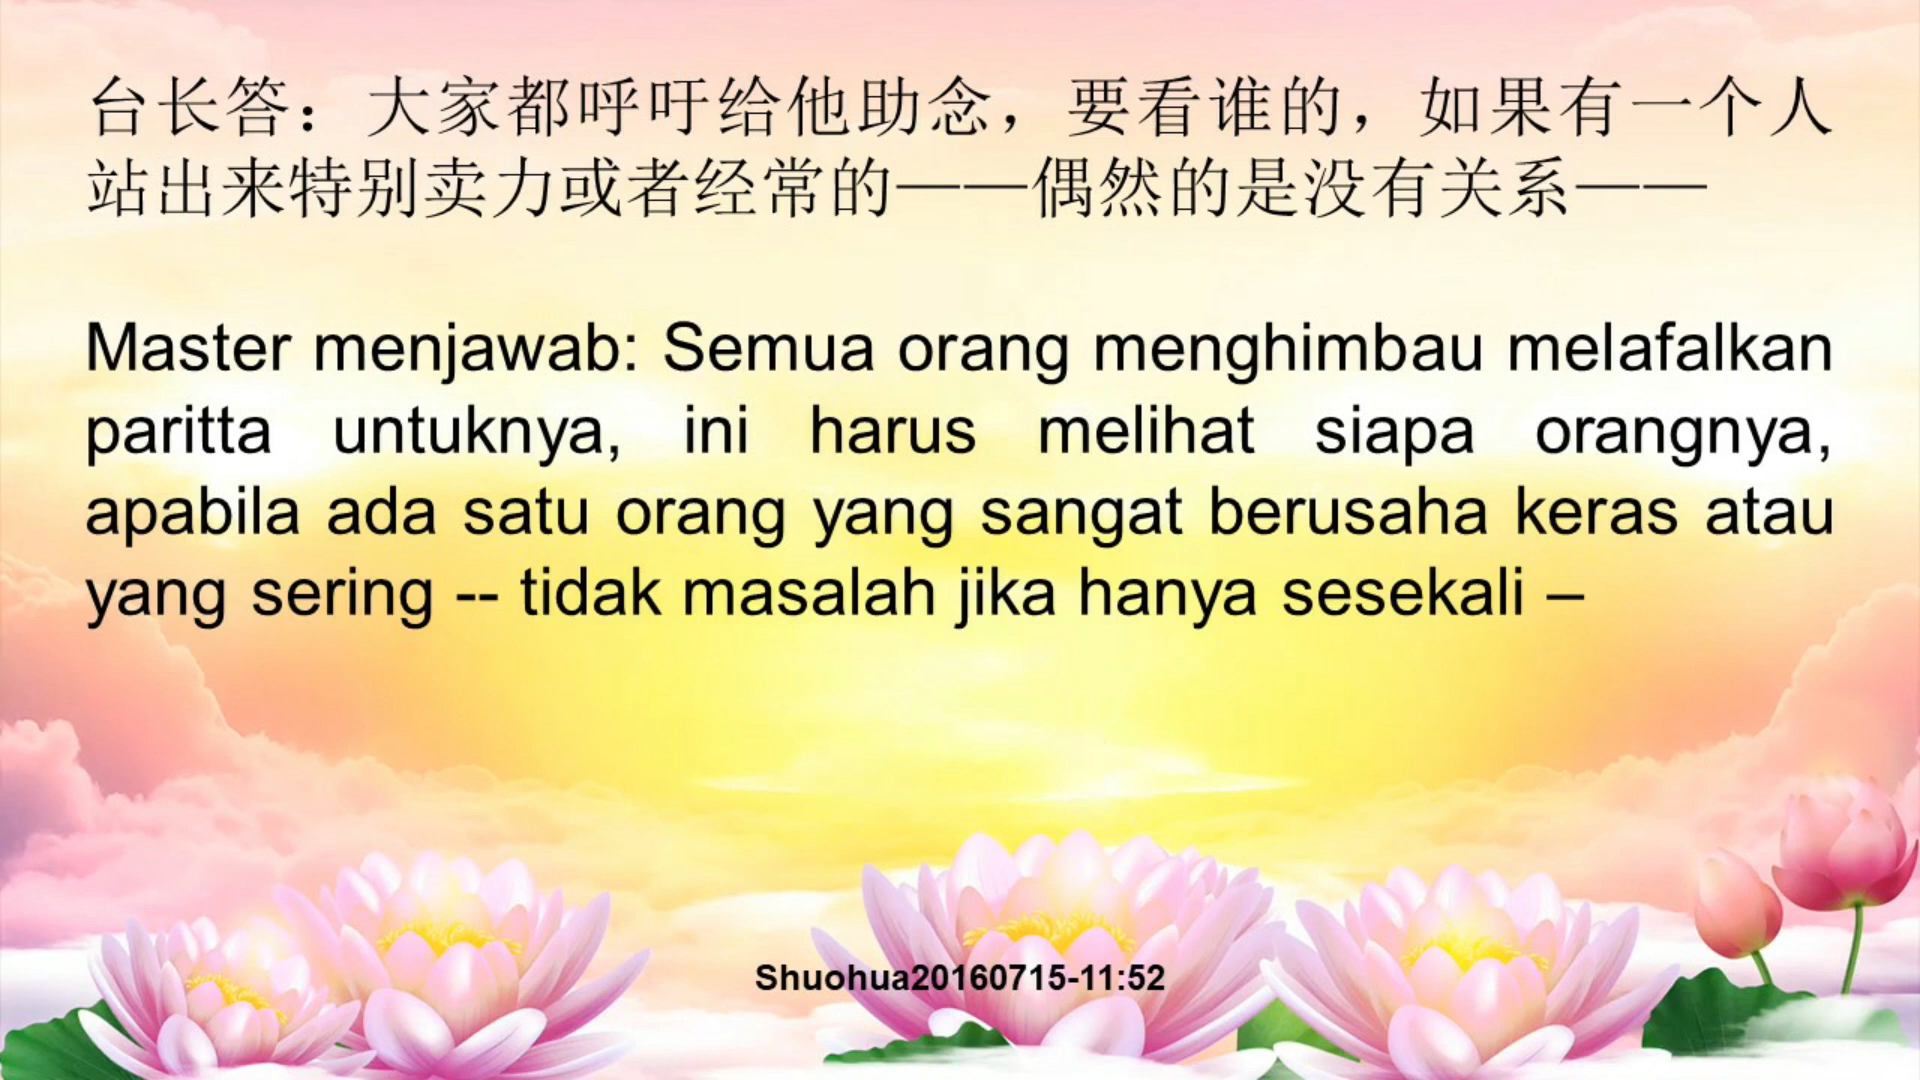 台长答：大家都呼吁给他助念，要看谁的，如果有一个人
站出来特别卖力或者经常的——偶然的是没有关系——
Master menjawab: Semua orang menghimbau melafalkan
paritta untuknya, ini harus melihat siapa orangnya,
apabila ada satu orang yang sangat berusaha keras atau
yang sering -- tidak masalah jika hanya sesekali –
Shuohua20160715-11:52